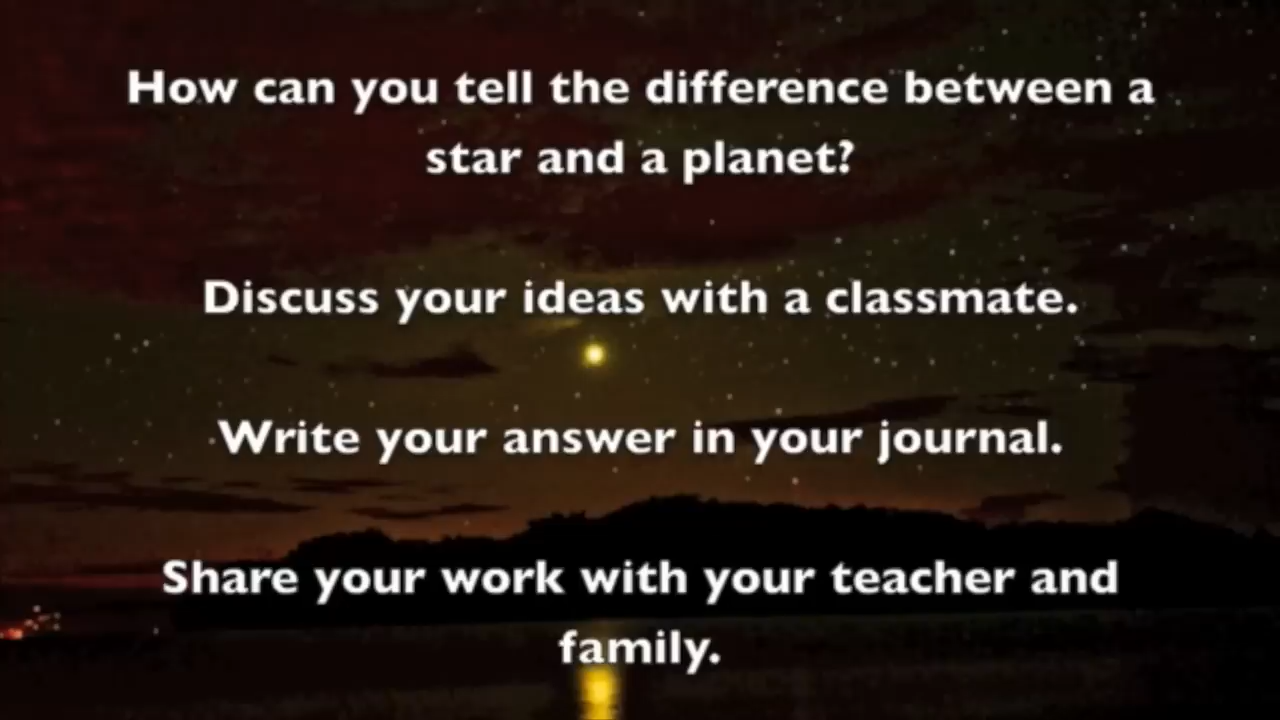 How can you tell the difference between a
star and a planet?
Discuss your ideas with a classmate.
Write your answer in your journal.
Share your work with your teacher and
family.